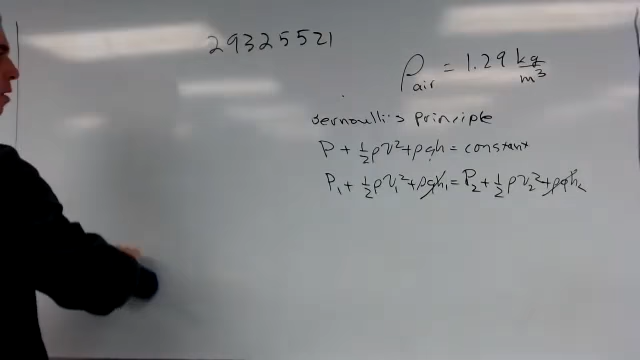 29325521
ρair = 1.29 kg/m³
Bernoulli's principle
P + ½ρv² + ρgh = constant
P₁ + ½ρv₁² + ρgh₁ = P₂ + ½ρv₂² + ρgh₂